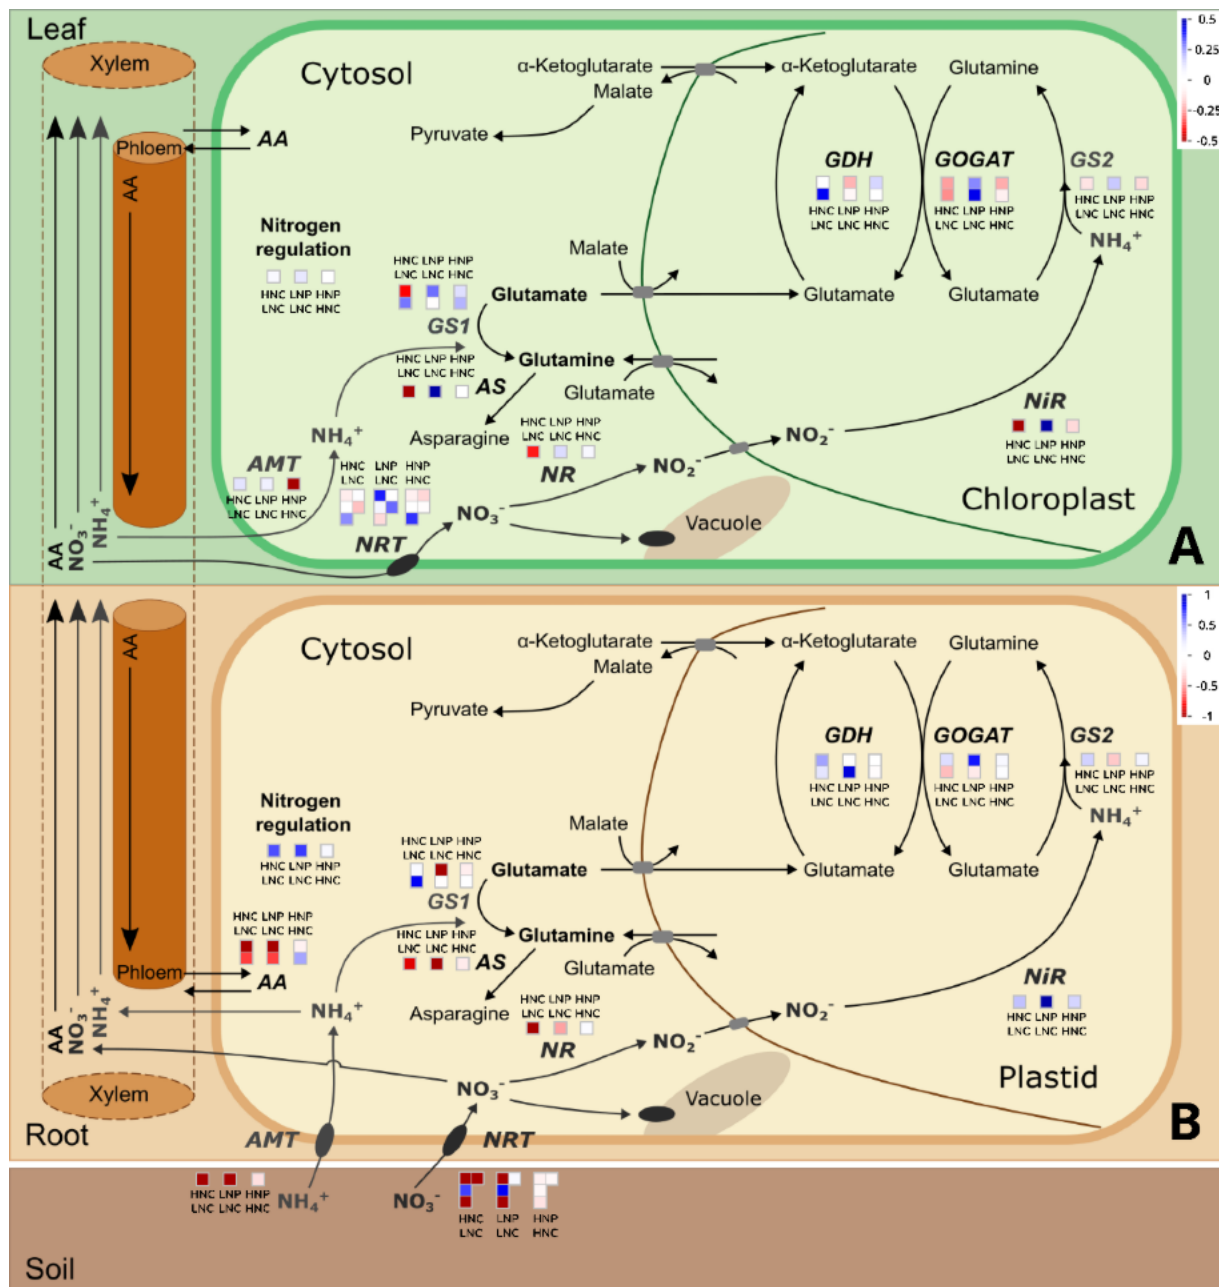 Leaf
Xylem
Cytosol
Phloem
AA
AA
α-Ketoglutarate
Malate
Pyruvate
α-Ketoglutarate
Glutamine
0.5
0.25
0
-0.25
-0.5
GDH
HNC LNP HNP
LNC LNC HNC
GOGAT
HNC LNP HNP
LNC LNC HNC
GS2
HNC LNP HNP
LNC LNC HNC
NH₄⁺
Nitrogen
regulation
HNC LNP HNP
LNC LNC HNC
HNC LNP HNP
LNC LNC HNC
GS1
Malate
Glutamate
Glutamate
Glutamate
HNC LNP HNP
LNC LNC HNC
AS
Glutamine
Glutamate
Asparagine
NH₄⁺
HNC LNP HNP
LNC LNC HNC
NR
NO₂⁻
NO₂⁻
NiR
HNC LNP HNP
LNC LNC HNC
AMT
HNC LNP HNP
LNC LNC HNC
HNC LNP HNP
LNC LNC HNC
NRT
NO₃⁻
Vacuole
Chloroplast
A
AA
NO₃⁻
NH₄⁺
Cytosol
AA
α-Ketoglutarate
Malate
Pyruvate
α-Ketoglutarate
Glutamine
1
0.5
0
-0.5
-1
GDH
HNC LNP HNP
LNC LNC HNC
GOGAT
HNC LNP HNP
LNC LNC HNC
GS2
HNC LNP HNP
LNC LNC HNC
NH₄⁺
Nitrogen
regulation
HNC LNP HNP
LNC LNC HNC
HNC LNP HNP
LNC LNC HNC
GS1
Malate
Glutamate
Glutamate
Glutamate
HNC LNP HNP
LNC LNC HNC
Phloem
AA
HNC LNP HNP
LNC LNC HNC
AS
Glutamine
Glutamate
Asparagine
NH₄⁺
HNC LNP HNP
LNC LNC HNC
NR
NO₂⁻
NO₂⁻
NiR
HNC LNP HNP
LNC LNC HNC
AA
NO₃⁻
NH₄⁺
Xylem
NO₃⁻
Vacuole
Plastid
B
Root
AMT
NRT
HNC LNP HNP
LNC LNC HNC
NH₄⁺
NO₃⁻
HNC LNP HNP
LNC LNC HNC
Soil